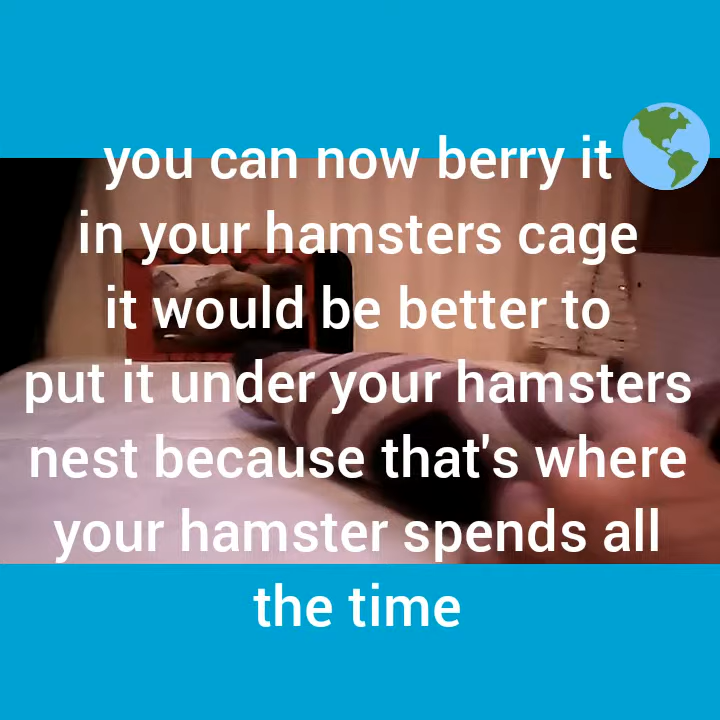 you can now berry it
in your hamsters cage
it would be better to
put it under your hamsters
nest because that's where
your hamster spends all
the time